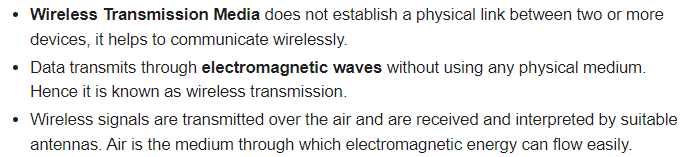 • Wireless Transmission Media does not establish a physical link between two or more
devices, it helps to communicate wirelessly.
• Data transmits through electromagnetic waves without using any physical medium.
Hence it is known as wireless transmission.
• Wireless signals are transmitted over the air and are received and interpreted by suitable
antennas. Air is the medium through which electromagnetic energy can flow easily.